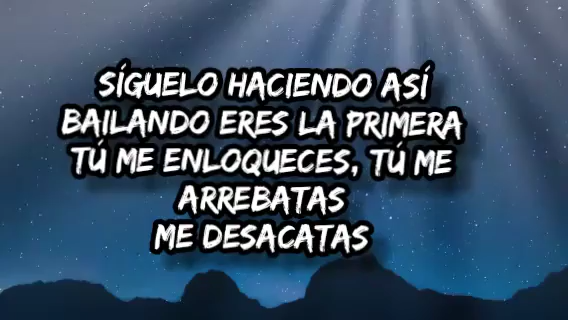 SÍGUELO HACIENDO ASÍ
BAILANDO ERES LA PRIMERA
TÚ ME ENLOQUECES, TÚ ME
ARREBATAS
ME DESACATAS